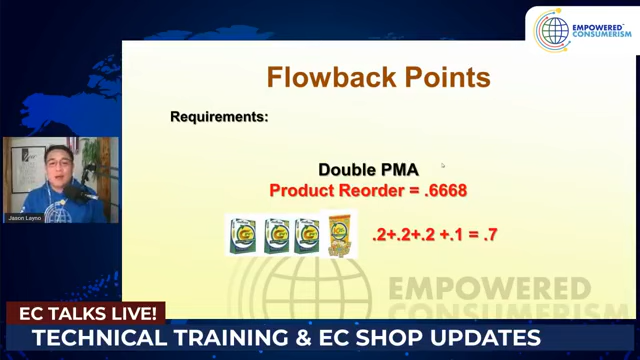 EMPOWERED
CONSUMERISM
Flowback Points
Requirements:
Double PMA
Product Reorder = .6668
.2+.2+.2 +.1 = .7
Jason Layno
EMPOWERED
CONSUMERISM
EC TALKS LIVE!
TECHNICAL TRAINING & EC SHOP UPDATES